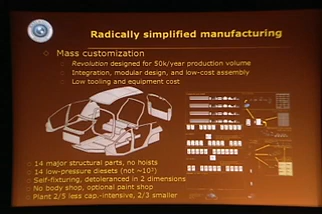 Radically simplified manufacturing
Mass customization
Revolution designed for 50k/year production volume
Integration, modular design, and low-cost assembly
Low tooling and equipment cost
14 major structural parts, no hoists
14 low-pressure diesets (not ~10³)
Self-fixturing, detoleranced in 2 dimensions
No body shop, optional paint shop
Plant 2/5 less cap.-intensive, 2/3 smaller